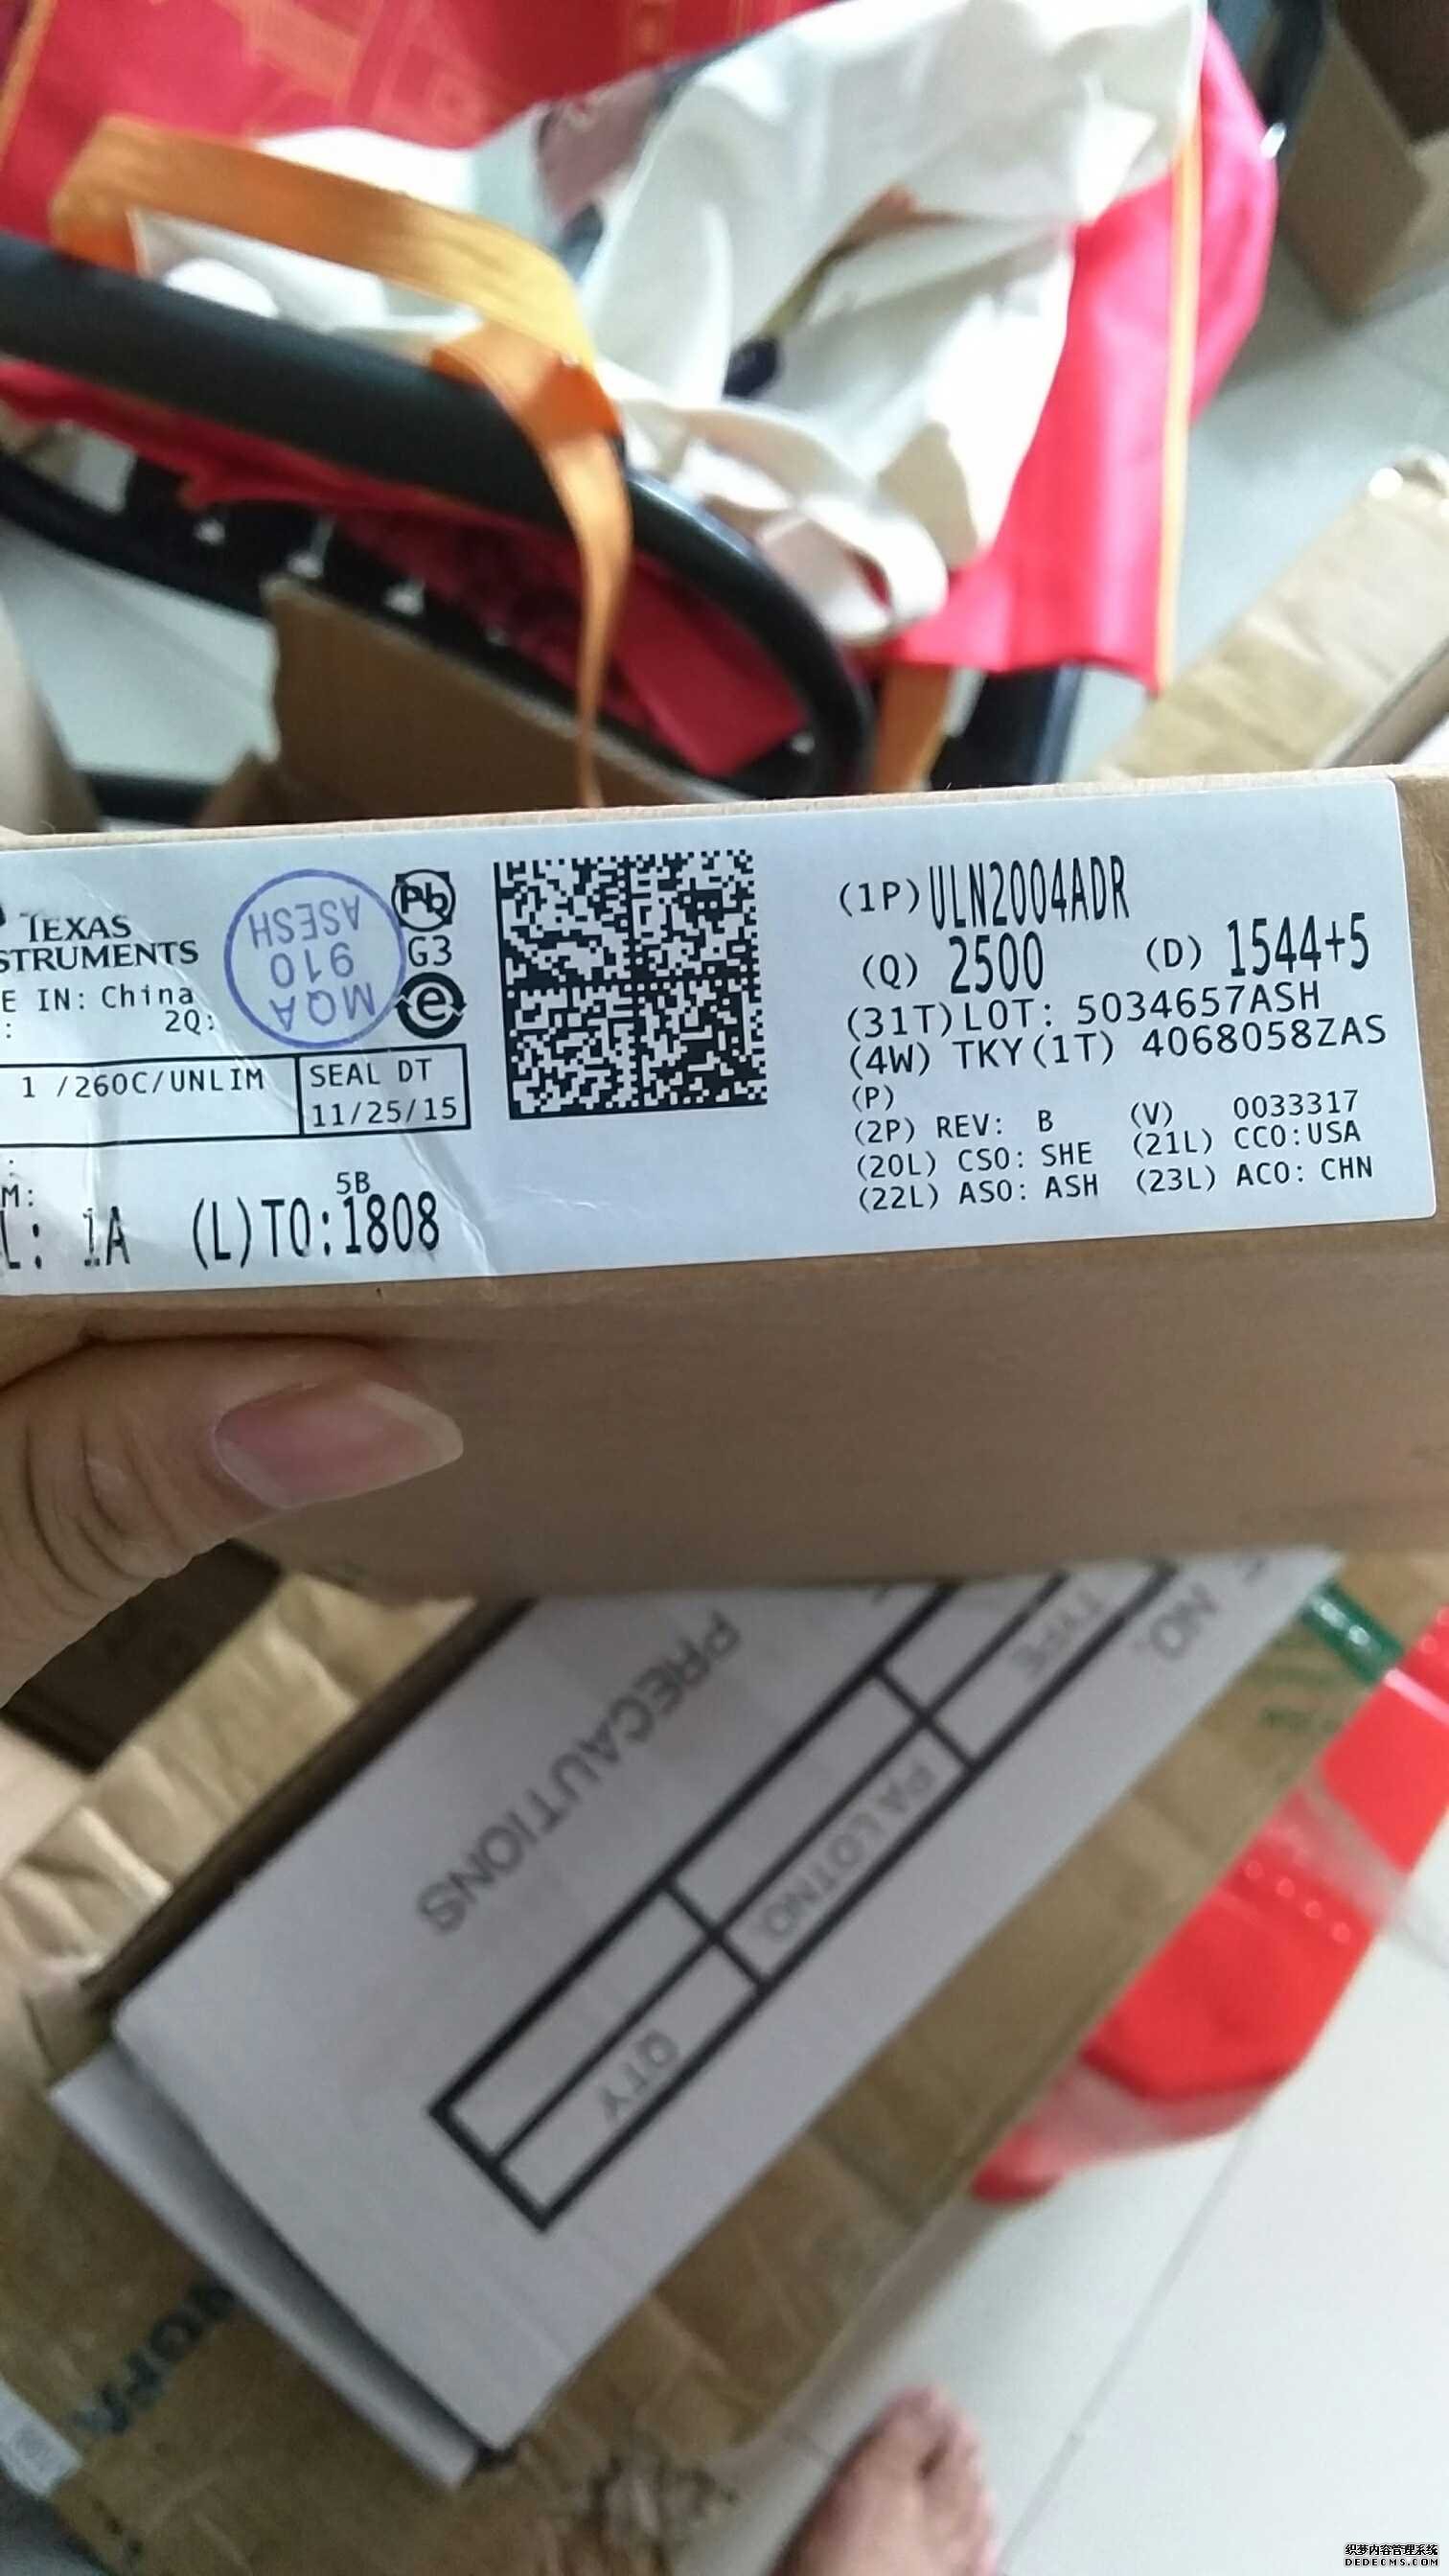 TEXAS
STRUMENTS
E IN: China
: 2Q:
ASESH
910
MQA
Pb
G3
e
1 /260C/UNLIM
SEAL DT
11/25/15
:
M:
5B
L: 1A (L)TO:1808
(1P)ULN2004ADR
(Q) 2500 (D) 1544+5
(31T)LOT: 5034657ASH
(4W) TKY(1T) 4068058ZAS
(P)
(2P) REV: B (V) 0033317
(20L) CSO: SHE (21L) CCO:USA
(22L) ASO: ASH (23L) ACO: CHN
PRECAUTIONS
NO.
TYPE
PA LOTNO.
QTY
织梦内容管理系统
DEDECMS.COM